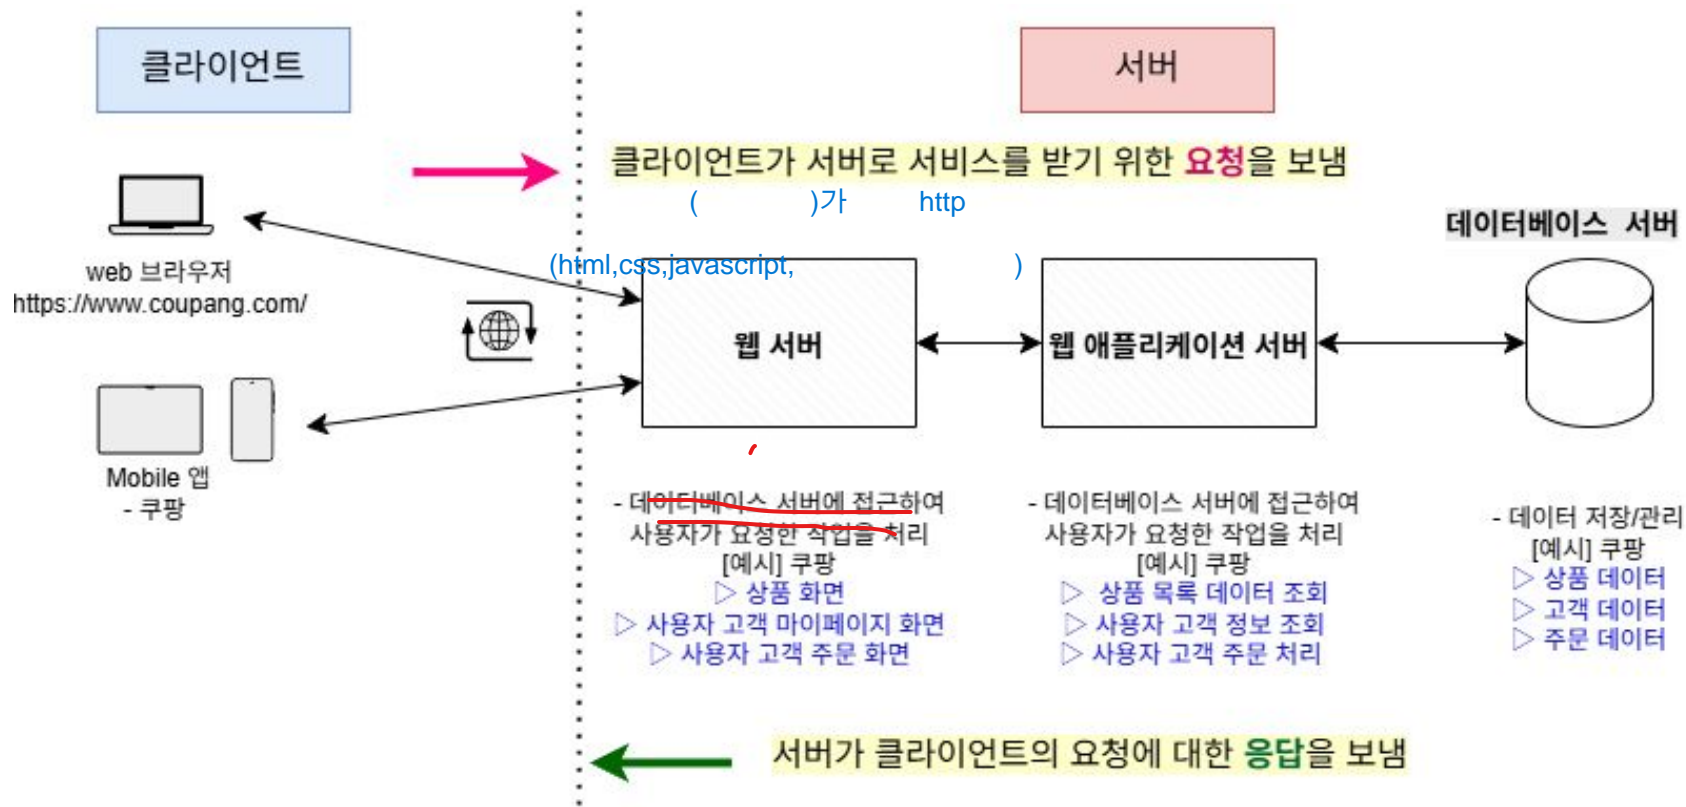 클라이언트
서버
클라이언트가 서버로 서비스를 받기 위한 요청을 보냄
( )가 http
데이터베이스 서버
(html,css,javascript, )
web 브라우저
https://www.coupang.com/
웹 서버
웹 애플리케이션 서버
Mobile 앱
- 쿠팡
- 데이터베이스 서버에 접근하여
사용자가 요청한 작업을 처리
[예시] 쿠팡
▷ 상품 화면
▷ 사용자 고객 마이페이지 화면
▷ 사용자 고객 주문 화면
- 데이터베이스 서버에 접근하여
사용자가 요청한 작업을 처리
[예시] 쿠팡
▷ 상품 목록 데이터 조회
▷ 사용자 고객 정보 조회
▷ 사용자 고객 주문 처리
- 데이터 저장/관리
[예시] 쿠팡
▷ 상품 데이터
▷ 고객 데이터
▷ 주문 데이터
서버가 클라이언트의 요청에 대한 응답을 보냄